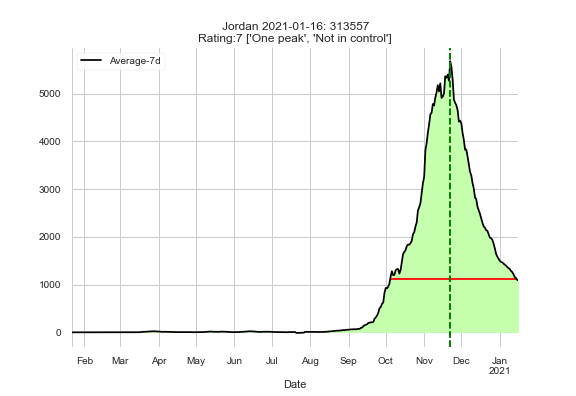 Jordan 2021-01-16: 313557
Rating:7 ['One peak', 'Not in control']
Average-7d
5000
4000
3000
2000
1000
0
Feb Mar Apr May Jun Jul Aug Sep Oct Nov Dec Jan
2021
Date